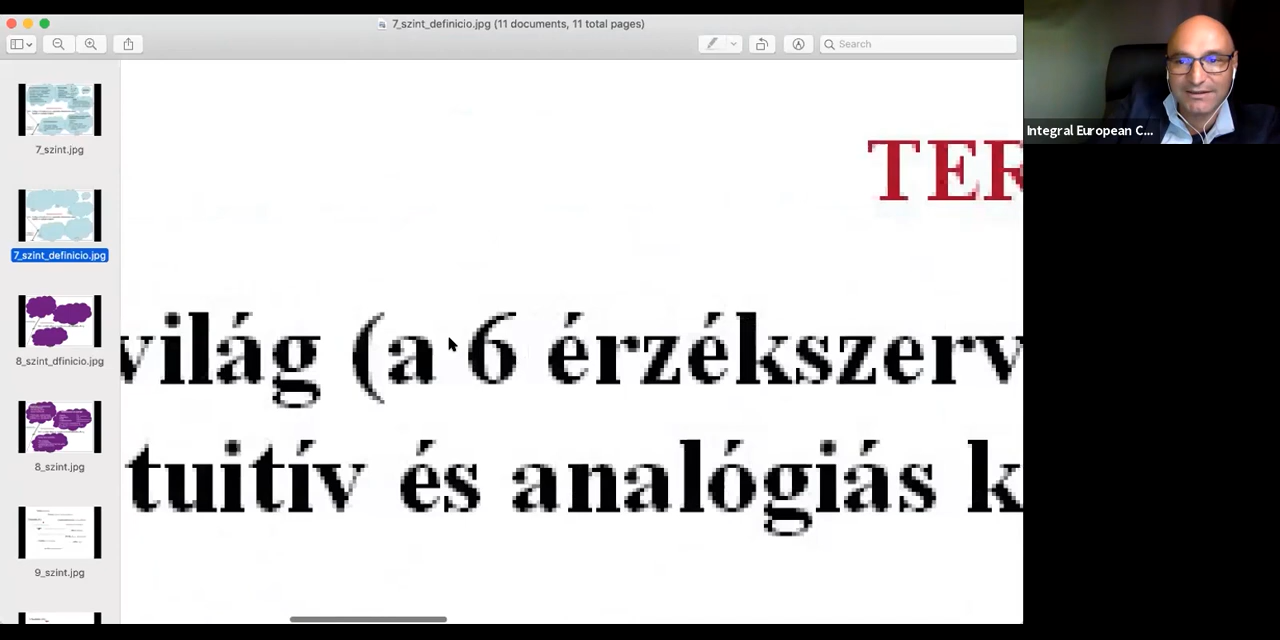 7_szint_definicio.jpg (11 documents, 11 total pages)
Search
Integral European C...
7_szint.jpg
7_szint_definicio.jpg
8_szint_dfinicio.jpg
8_szint.jpg
9_szint.jpg
TER
világ (a 6 érzékszerv
tuitív és analógiás k